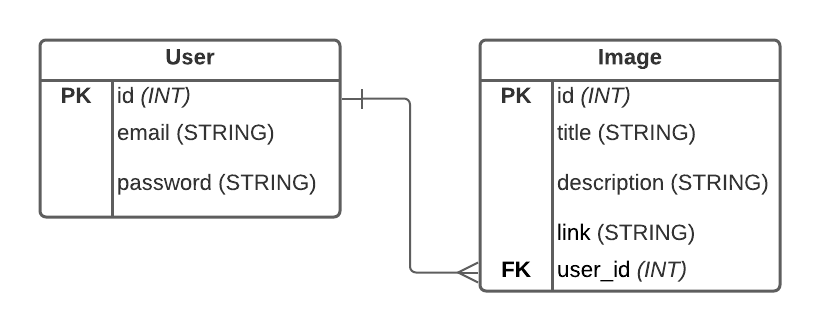 User
PK id (INT)
email (STRING)
password (STRING)
Image
PK id (INT)
title (STRING)
description (STRING)
link (STRING)
FK user_id (INT)